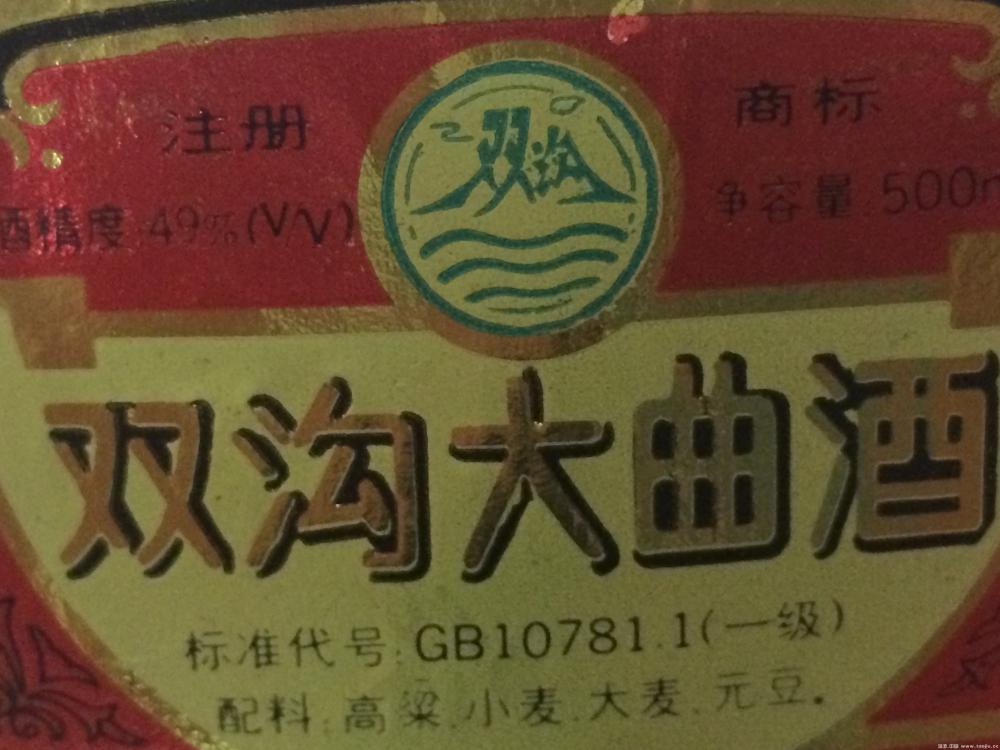 注册
商标
酒精度:49%(V/V)
净容量:500m
双沟
双沟大曲酒
标准代号:GB10781.1(一级)
配料:高粱.小麦.大麦.元豆.